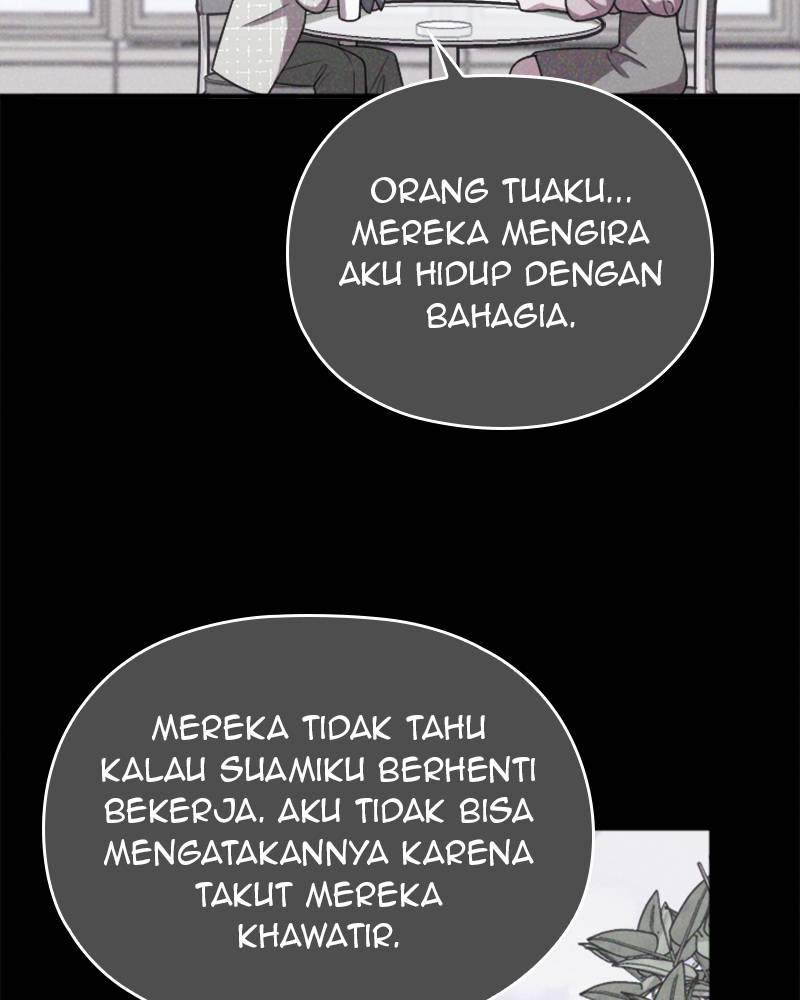 ORANG TUAKU...
MEREKA MENGIRA
AKU HIDUP DENGAN
BAHAGIA.
MEREKA TIDAK TAHU
KALAU SUAMIKU BERHENTI
BEKERJA. AKU TIDAK BISA
MENGATAKANNYA KARENA
TAKUT MEREKA
KHAWATIR.